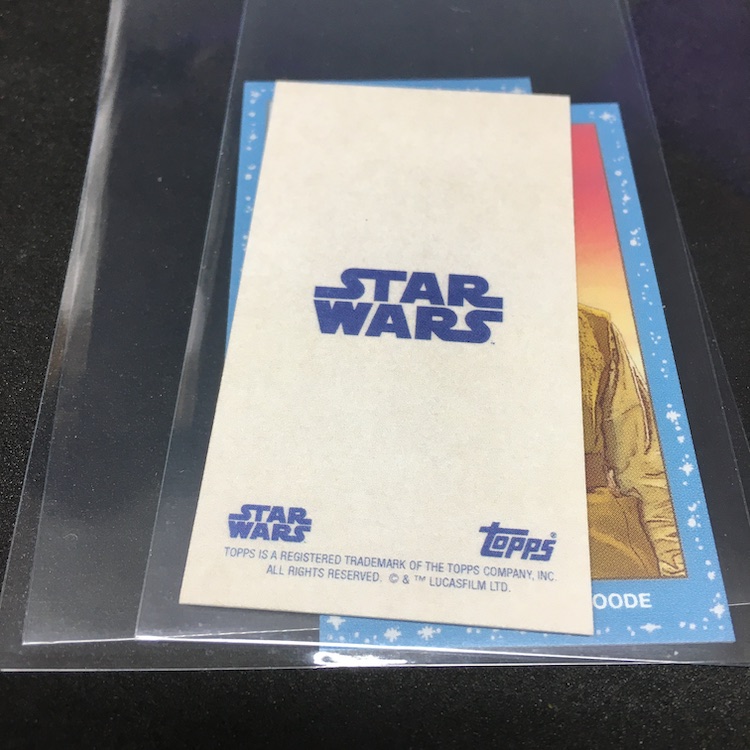 STAR
WARS™
STAR
WARS
TOPPS®
TOPPS IS A REGISTERED TRADEMARK OF THE TOPPS COMPANY, INC.
ALL RIGHTS RESERVED. © & ™ LUCASFILM LTD.
OODE